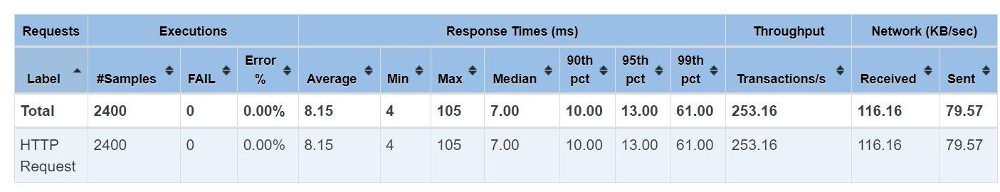 Requests Executions Response Times (ms) Throughput Network (KB/sec)
Label #Samples FAIL Error % Average Min Max Median 90th pct 95th pct 99th pct Transactions/s Received Sent
Total 2400 0 0.00% 8.15 4 105 7.00 10.00 13.00 61.00 253.16 116.16 79.57
HTTP Request 2400 0 0.00% 8.15 4 105 7.00 10.00 13.00 61.00 253.16 116.16 79.57